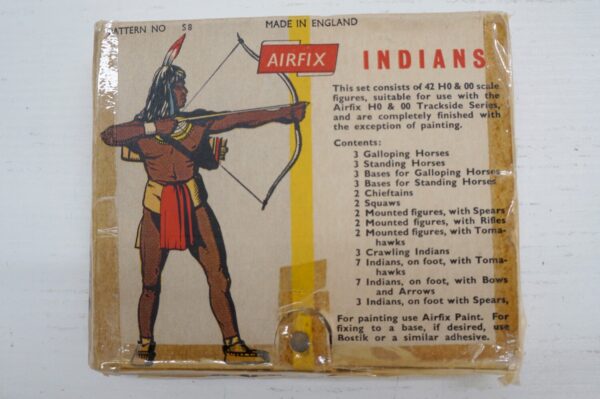 PATTERN NO S8
MADE IN ENGLAND
AIRFIX
INDIANS
This set consists of 42 H0 & 00 scale
figures, suitable for use with the
Airfix H0 & 00 Trackside Series,
and are completely finished with
the exception of painting.
Contents:
3 Galloping Horses
3 Standing Horses
3 Bases for Galloping Horses
3 Bases for Standing Horses
2 Chieftains
2 Squaws
2 Mounted figures, with Spears
2 Mounted figures, with Rifles
2 Mounted figures, with Toma-
hawks
3 Crawling Indians
7 Indians, on foot, with Toma-
hawks
7 Indians, on foot, with Bows
and Arrows
3 Indians, on foot with Spears,
For painting use Airfix Paint. For
fixing to a base, if desired, use
Bostik or a similar adhesive.